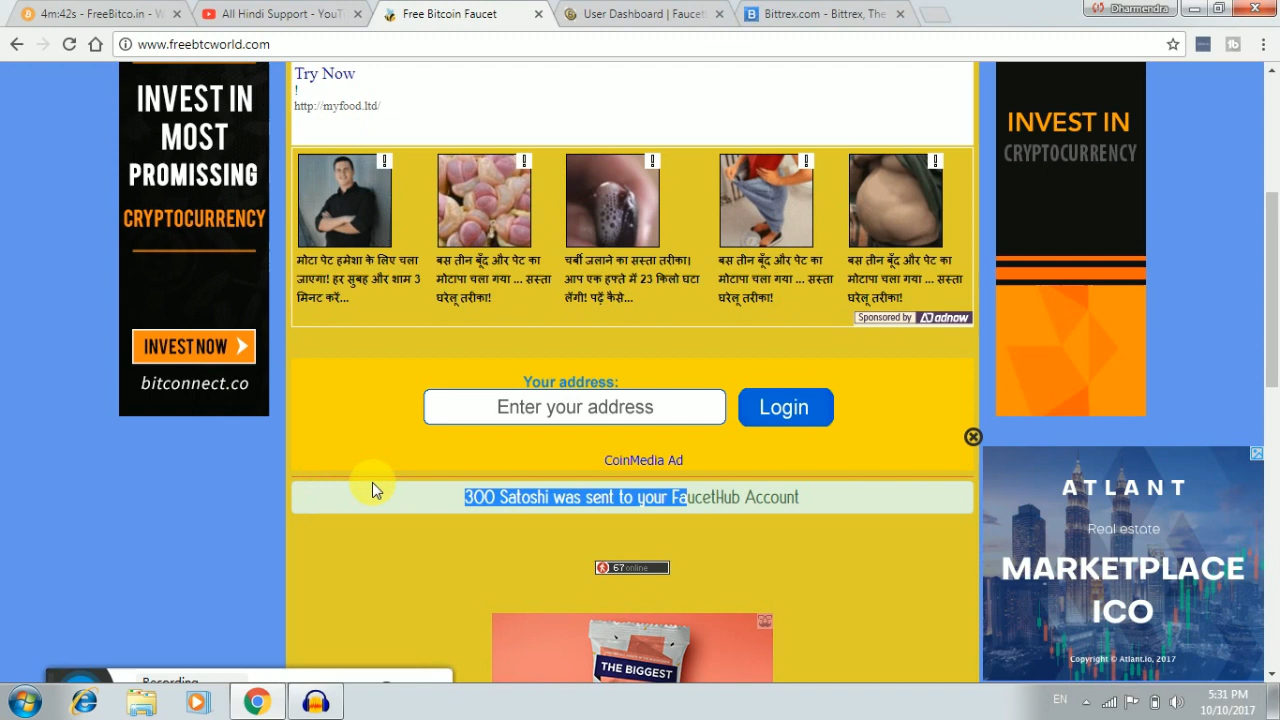 4m:42s - FreeBitco.in - W
All Hindi Support - YouT
Free Bitcoin Faucet
User Dashboard | Faucet
Bittrex.com - Bittrex, The
Dharmendra
www.freebtcworld.com
INVEST IN
MOST
PROMISSING
CRYPTOCURRENCY
INVEST NOW
bitconnect.co
Try Now
!
http://myfood.ltd/
मोटा पेट हमेशा के लिए चला
जाएगा! हर सुबह और शाम 3
मिनट करें...
बस तीन बूँद और पेट का
मोटापा चला गया ... सस्ता
घरेलू तरीका!
चर्बी जलाने का सस्ता तरीका।
आप एक हफ्ते में 23 किलो घटा
लेंगी! पढ़ें कैसे...
बस तीन बूँद और पेट का
मोटापा चला गया ... सस्ता
घरेलू तरीका!
बस तीन बूँद और पेट का
मोटापा चला गया ... सस्ता
घरेलू तरीका!
Sponsored by adnow
Your address:
Enter your address
Login
CoinMedia Ad
300 Satoshi was sent to your FaucetHub Account
67 online
THE BIGGEST
INVEST IN
CRYPTOCURRENCY
ATLANT
Real estate
MARKETPLACE
ICO
Copyright © Atlant.io, 2017
Recording
EN
5:31 PM
10/10/2017